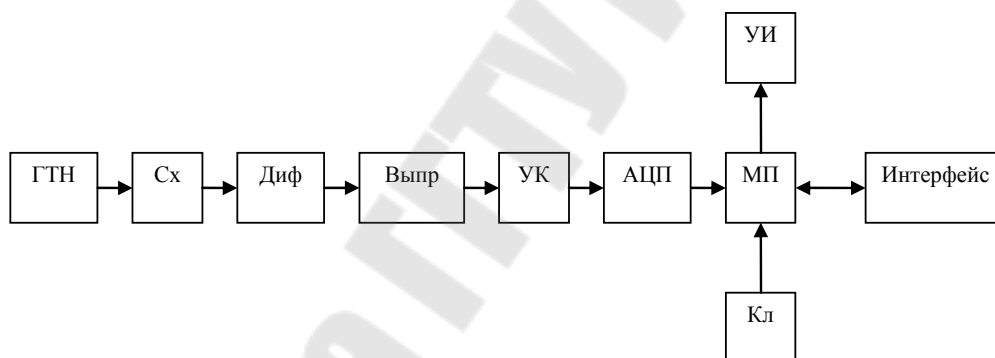 УИ
ГТН
Сх
Диф
Выпр
УК
АЦП
МП
Интерфейс
Кл